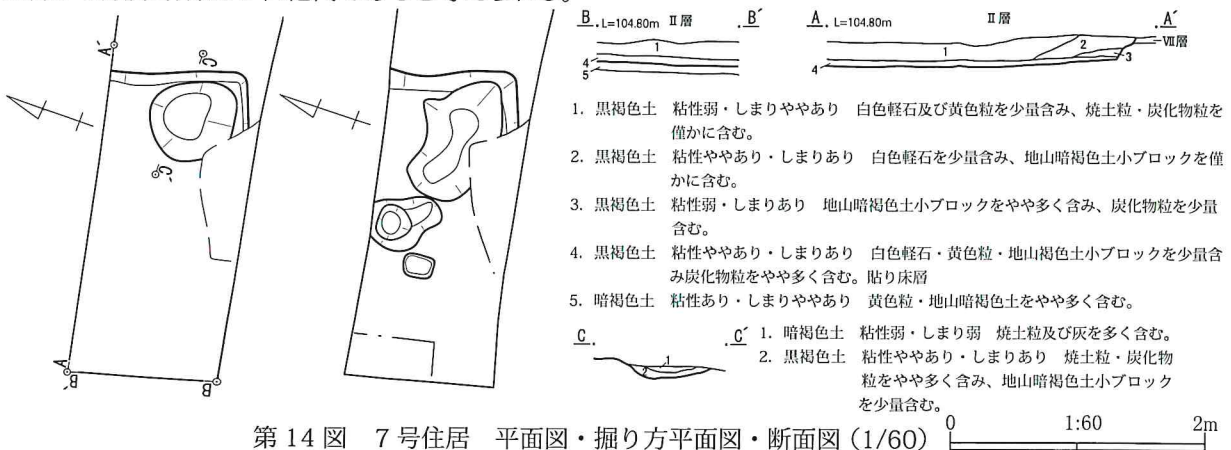 A´
C´
C
A
B´
B
B L=104.80m Ⅱ層 B´
1
4
5
A L=104.80m Ⅱ層 A´
1
2
3
4
Ⅶ層
1. 黒褐色土 粘性弱・しまりややあり 白色軽石及び黄色粒を少量含み、焼土粒・炭化物粒を
僅かに含む。
2. 黒褐色土 粘性ややあり・しまりあり 白色軽石を少量含み、地山暗褐色土小ブロックを僅
かに含む。
3. 黒褐色土 粘性弱・しまりあり 地山暗褐色土小ブロックをやや多く含み、炭化物粒を少量
含む。
4. 黒褐色土 粘性ややあり・しまりあり 白色軽石・黄色粒・地山褐色土小ブロックを少量含
み炭化物粒をやや多く含む。貼り床層
5. 暗褐色土 粘性あり・しまりややあり 黄色粒・地山暗褐色土をやや多く含む。
C C´
1
2
1. 暗褐色土 粘性弱・しまり弱 焼土粒及び灰を多く含む。
2. 黒褐色土 粘性ややあり・しまりあり 焼土粒・炭化物
粒をやや多く含み、地山暗褐色土小ブロック
を少量含む。
第14図 7号住居 平面図・掘り方平面図・断面図(1/60)
0 1:60 2m